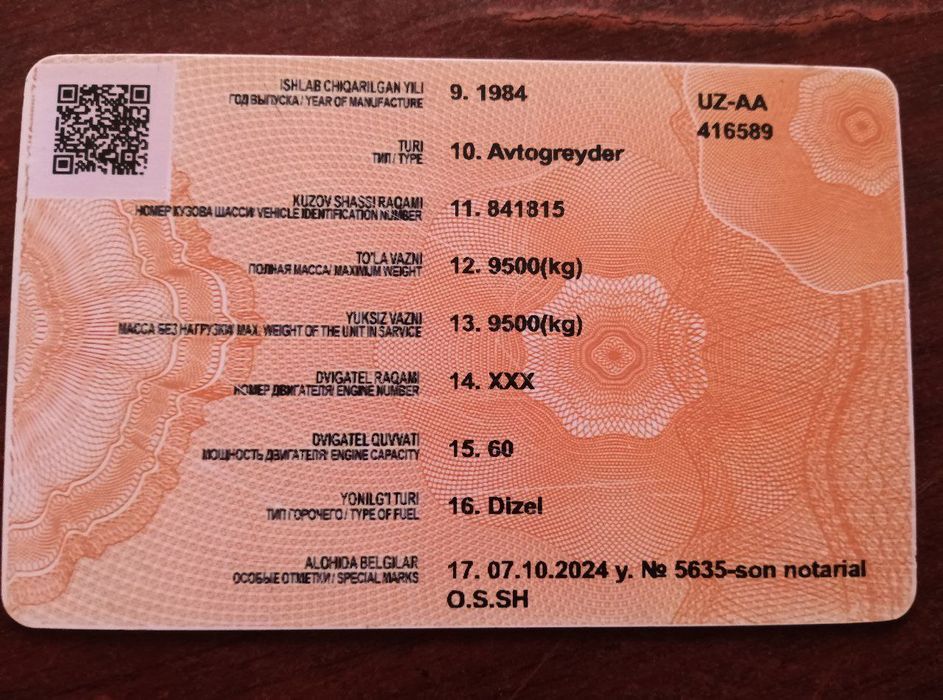 ISHLAB CHIQARILGAN YILI
ГОД ВЫПУСКА / YEAR OF MANUFACTURE
9. 1984
UZ-AA
416589
TURI
ТИП / TYPE
10. Avtogreyder
KUZOV SHASSI RAQAMI
НОМЕР КУЗОВА ШАССИ/ VEHICLE IDENTIFICATION NUMBER
11. 841815
TO'LA VAZNI
ПОЛНАЯ МАССА/ MAXIMUM WEIGHT
12. 9500(kg)
YUKSIZ VAZNI
МАССА БЕЗ НАГРУЗКИ/ MAX. WEIGHT OF THE UNIT IN SARVICE
13. 9500(kg)
DVIGATEL RAQAMI
НОМЕР ДВИГАТЕЛЯ/ ENGINE NUMBER
14. XXX
DVIGATEL QUVVATI
МОЩНОСТЬ ДВИГАТЕЛЯ/ ENGINE CAPACITY
15. 60
YONILG'I TURI
ТИП ГОРОЧЕГО / TYPE OF FUEL
16. Dizel
ALOHIDA BELGILAR
ОСОБЫЕ ОТМЕТКИ / SPECIAL MARKS
17. 07.10.2024 y. № 5635-son notarial
O.S.SH